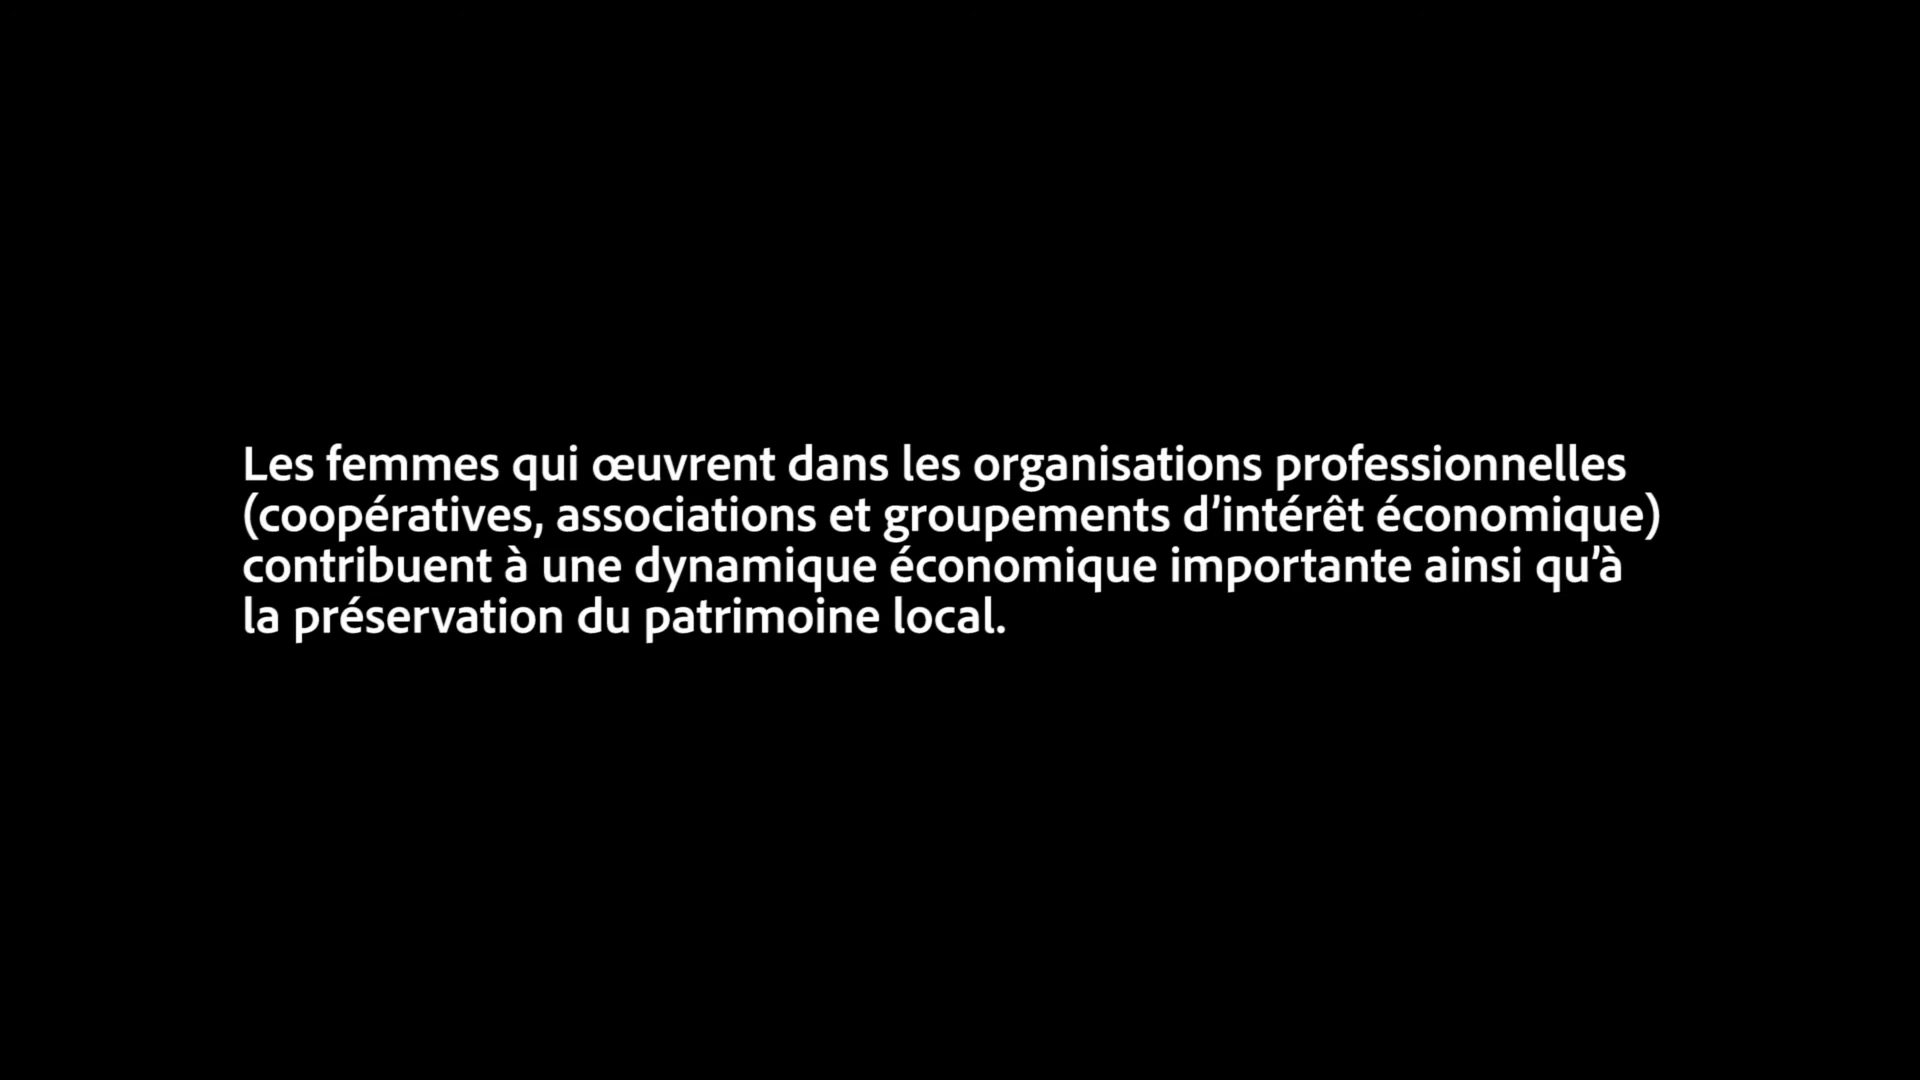 Les femmes qui œuvrent dans les organisations professionnelles
(coopératives, associations et groupements d’intérêt économique)
contribuent à une dynamique économique importante ainsi qu’à
la préservation du patrimoine local.